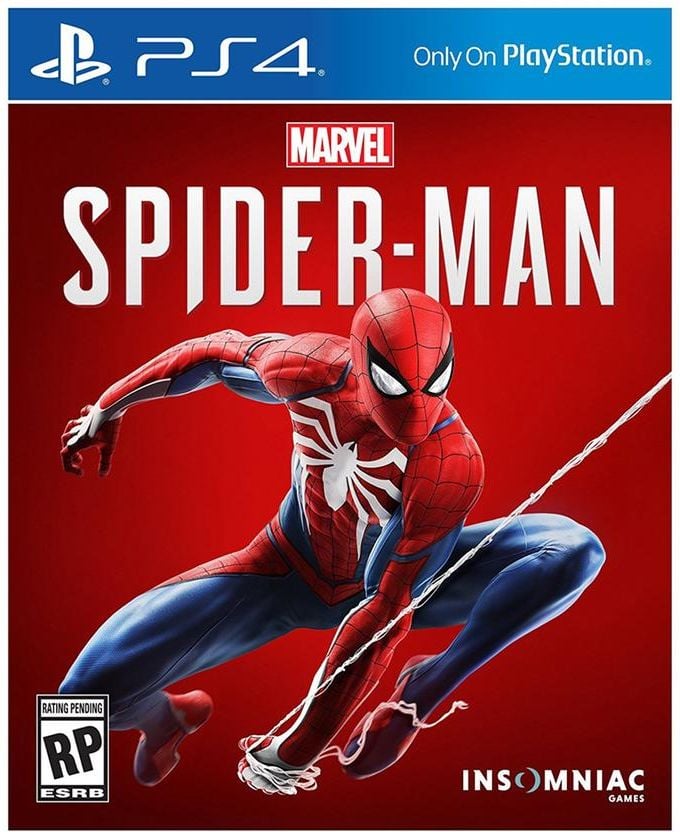 PS4
Only On PlayStation
MARVEL
SPIDER-MAN
RATING PENDING
RP
ESRB
INSOMNIAC
GAMES